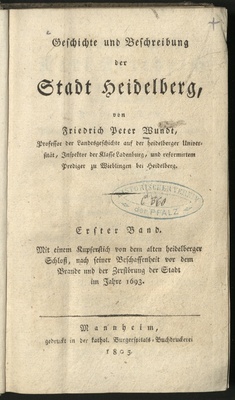 Geschichte und Beschreibung
der
Stadt Heidelberg,
von
Friedrich Peter Wundt,
Professor der Landesgeschichte auf der heidelberger Univer-
sität, Inspektor der Klasse Ladenburg, und reformirtem
Prediger zu Wieblingen bei Heidelberg.
C 360
Erster Band.
Mit einem Kupferstich von dem alten heidelberger
Schloß, nach seiner Beschaffenheit vor dem
Brande und der Zerstörung der Stadt
im Jahre 1693.
Mannheim,
gedruckt in der kathol. Bürgerspitals-Buchdruckerei
1805.